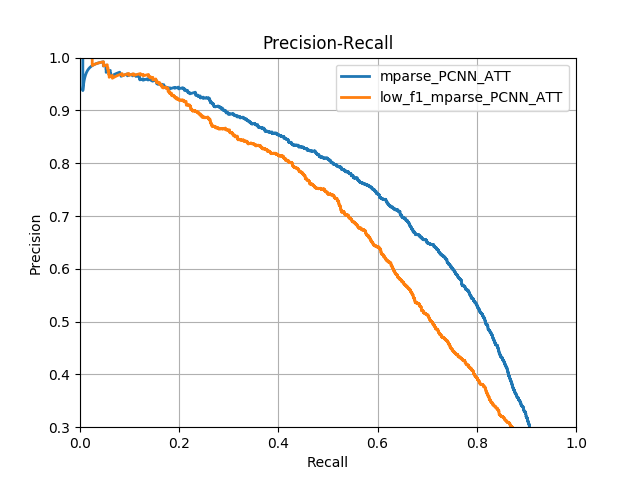 Precision-Recall
mparse_PCNN_ATT
low_f1_mparse_PCNN_ATT
Precision
1.0
0.9
0.8
0.7
0.6
0.5
0.4
0.3
0.0 0.2 0.4 0.6 0.8 1.0
Recall